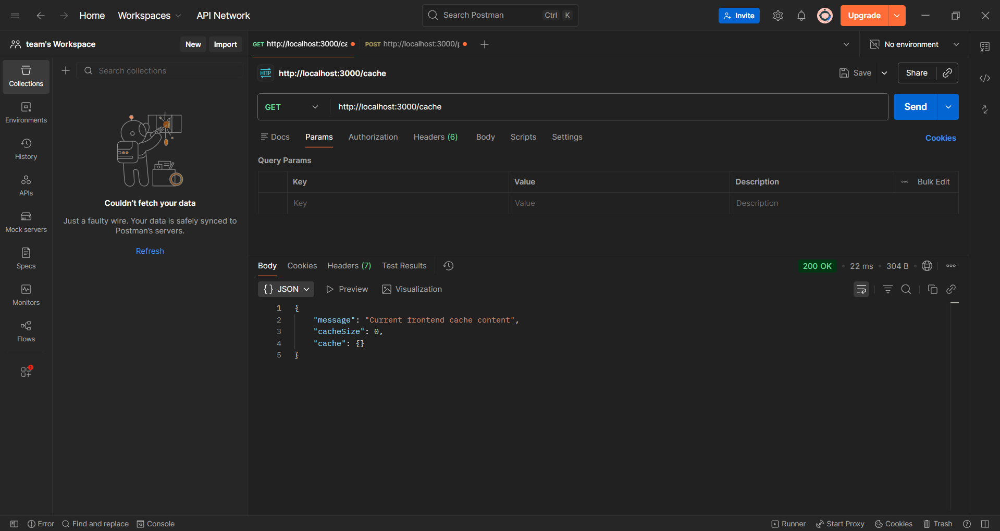 Home Workspaces API Network Search Postman Ctrl K Invite Upgrade
team's Workspace New Import GET http://localhost:3000/ca POST http://localhost:3000/p No environment
Collections
Environments
History
APIs
Mock servers
Specs
Monitors
Flows
Search collections
Couldn't fetch your data
Just a faulty wire. Your data is safely synced to
Postman's servers.
Refresh
HTTP http://localhost:3000/cache Save Share
GET http://localhost:3000/cache Send
Docs Params Authorization Headers (6) Body Scripts Settings Cookies
Query Params
Key Value Description Bulk Edit
Key Value Description
Body Cookies Headers (7) Test Results 200 OK • 22 ms • 304 B
{} JSON Preview Visualization
1 {
2 "message": "Current frontend cache content",
3 "cacheSize": 0,
4 "cache": {}
5 }
Error Find and replace Console Runner Start Proxy Cookies Trash